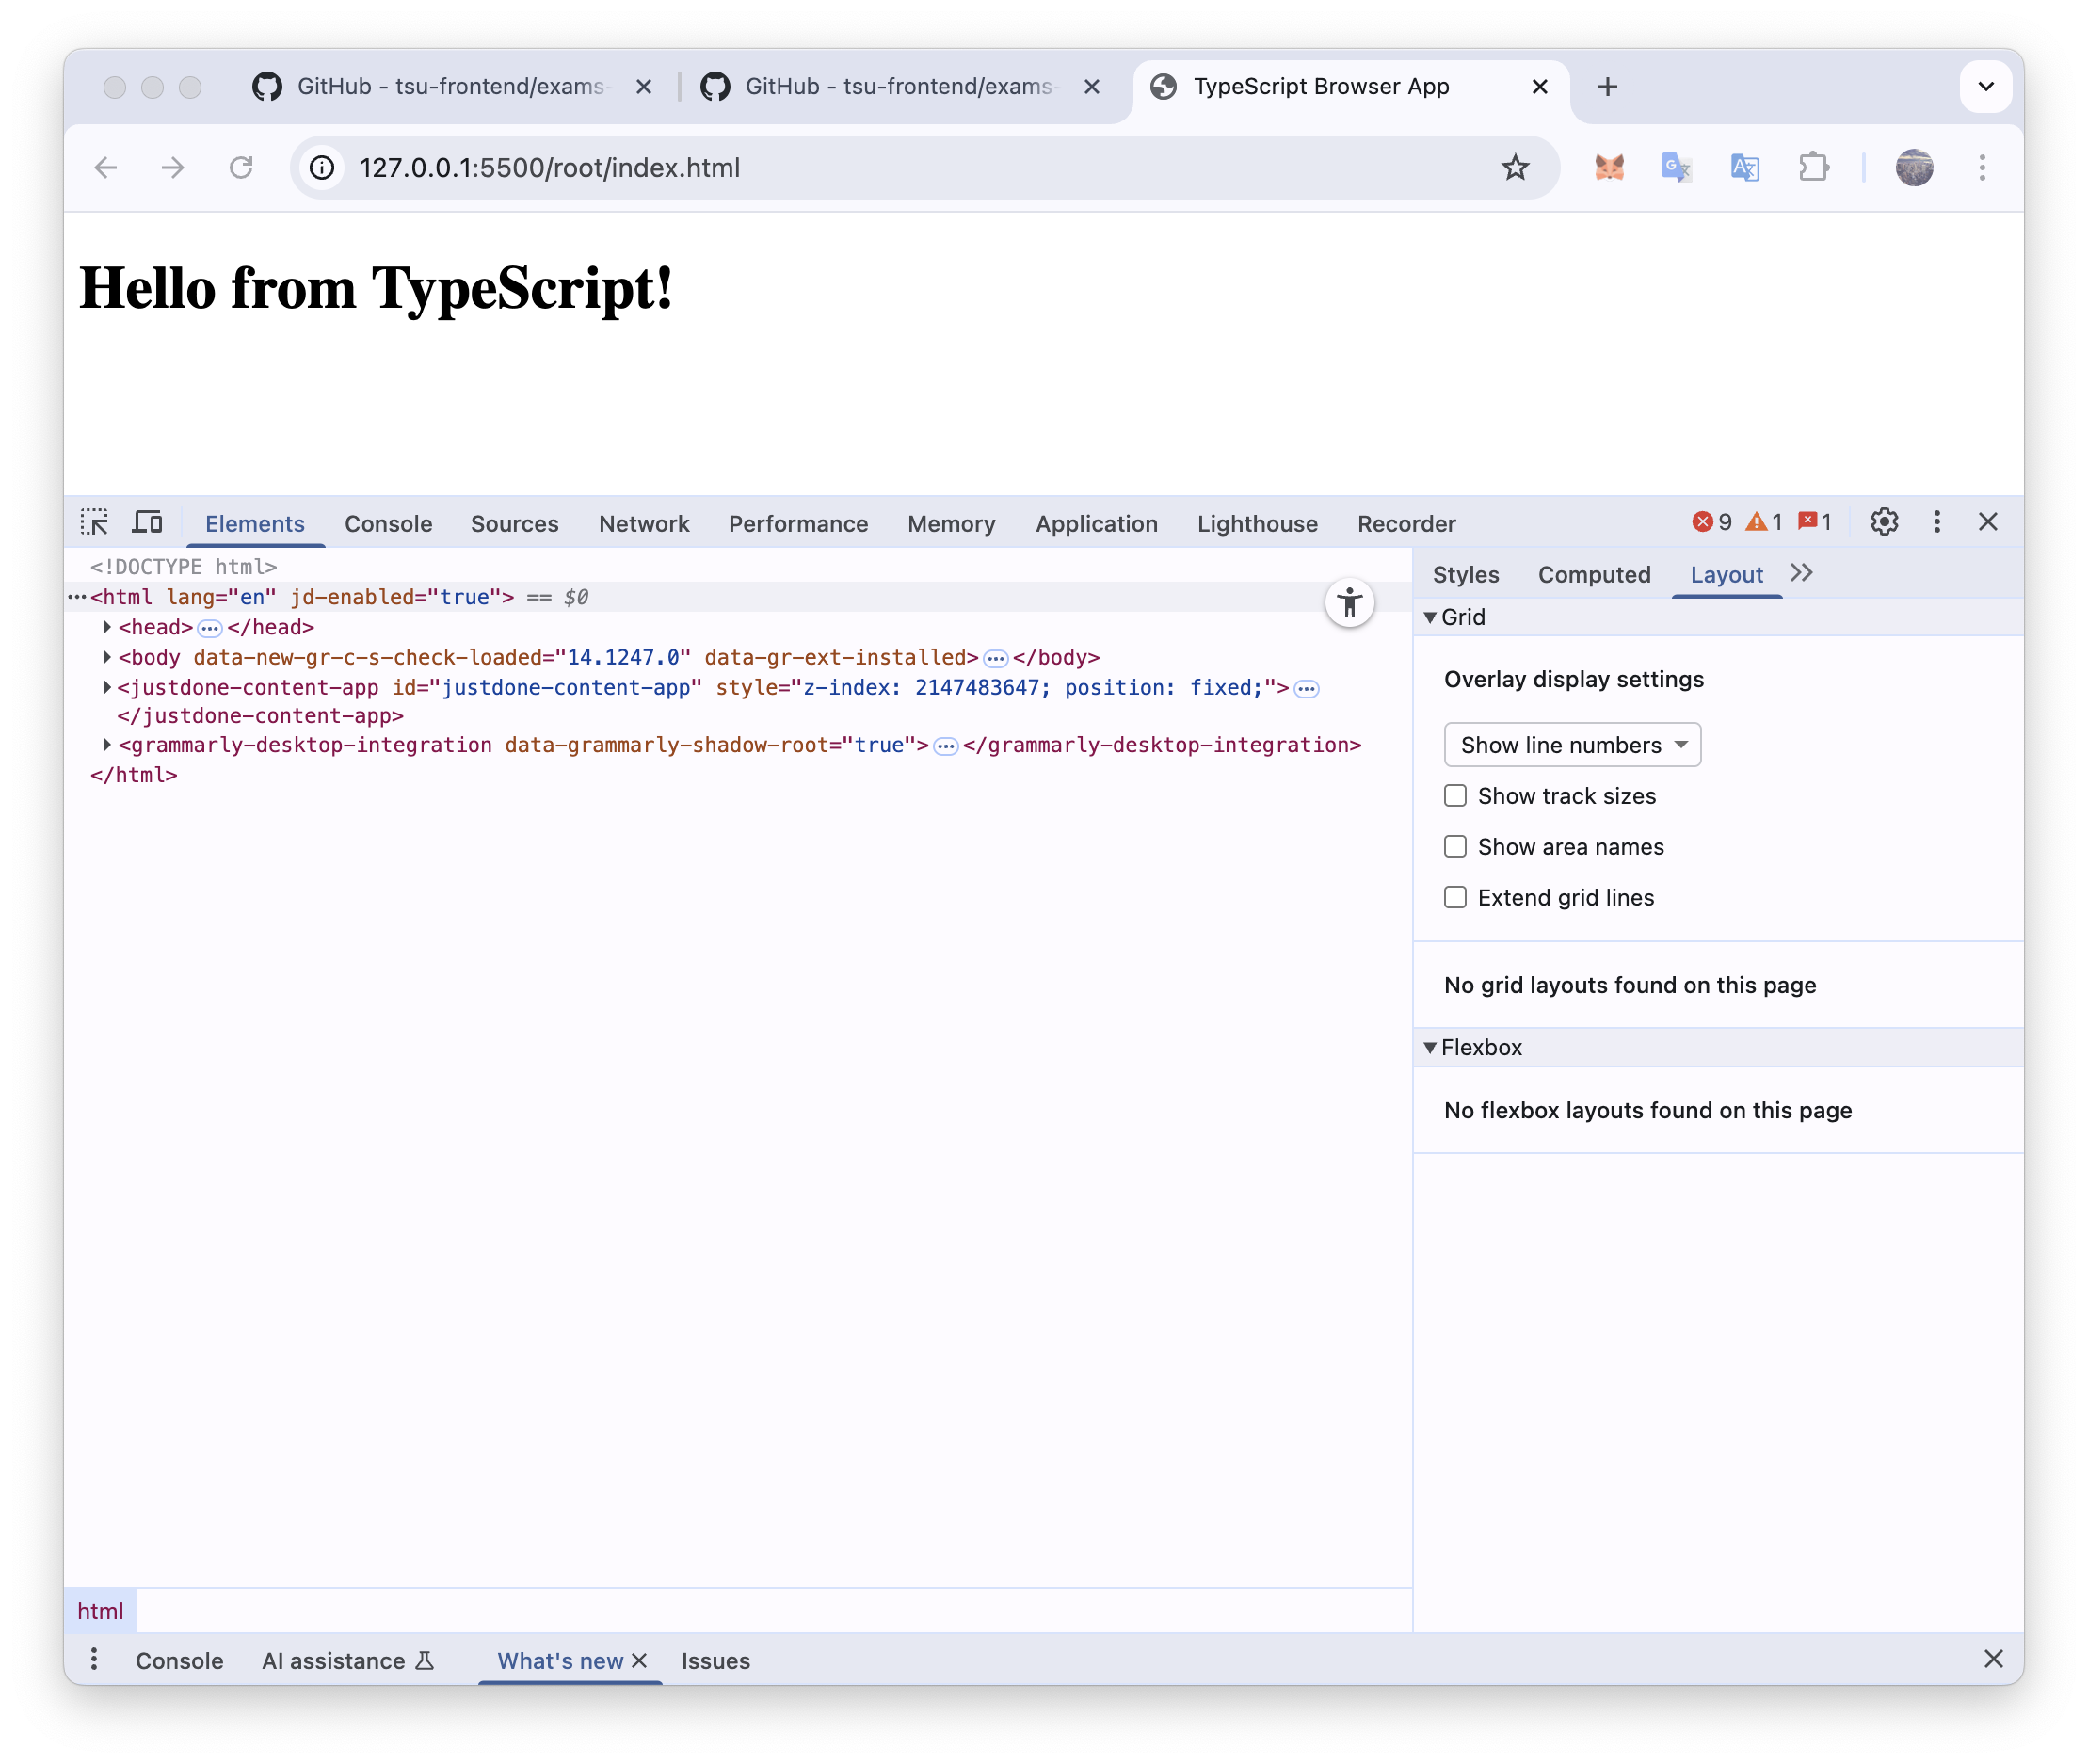 GitHub - tsu-frontend/exams-
GitHub - tsu-frontend/exams-
TypeScript Browser App
127.0.0.1:5500/root/index.html
Hello from TypeScript!
Elements Console Sources Network Performance Memory Application Lighthouse Recorder 9 1 1
<!DOCTYPE html>
<html lang="en" jd-enabled="true"> == $0
<head> </head>
<body data-new-gr-c-s-check-loaded="14.1247.0" data-gr-ext-installed> </body>
<justdone-content-app id="justdone-content-app" style="z-index: 2147483647; position: fixed;">
</justdone-content-app>
<grammarly-desktop-integration data-grammarly-shadow-root="true"> </grammarly-desktop-integration>
</html>
Styles Computed Layout
Grid
Overlay display settings
Show line numbers
Show track sizes
Show area names
Extend grid lines
No grid layouts found on this page
Flexbox
No flexbox layouts found on this page
html
Console AI assistance What's new Issues